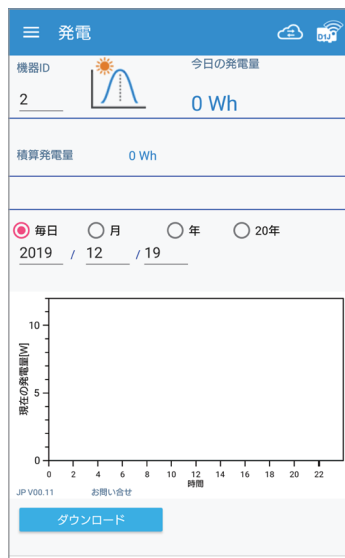 発電
D1J
機器ID
今日の発電量
2
0 Wh
積算発電量 0 Wh
毎日 月 年 20年
2019 / 12 / 19
現在の発電量[W]
10
5
0
0 2 4 6 8 10 12 14 16 18 20 22
時間
JP V00.11 お問い合せ
ダウンロード